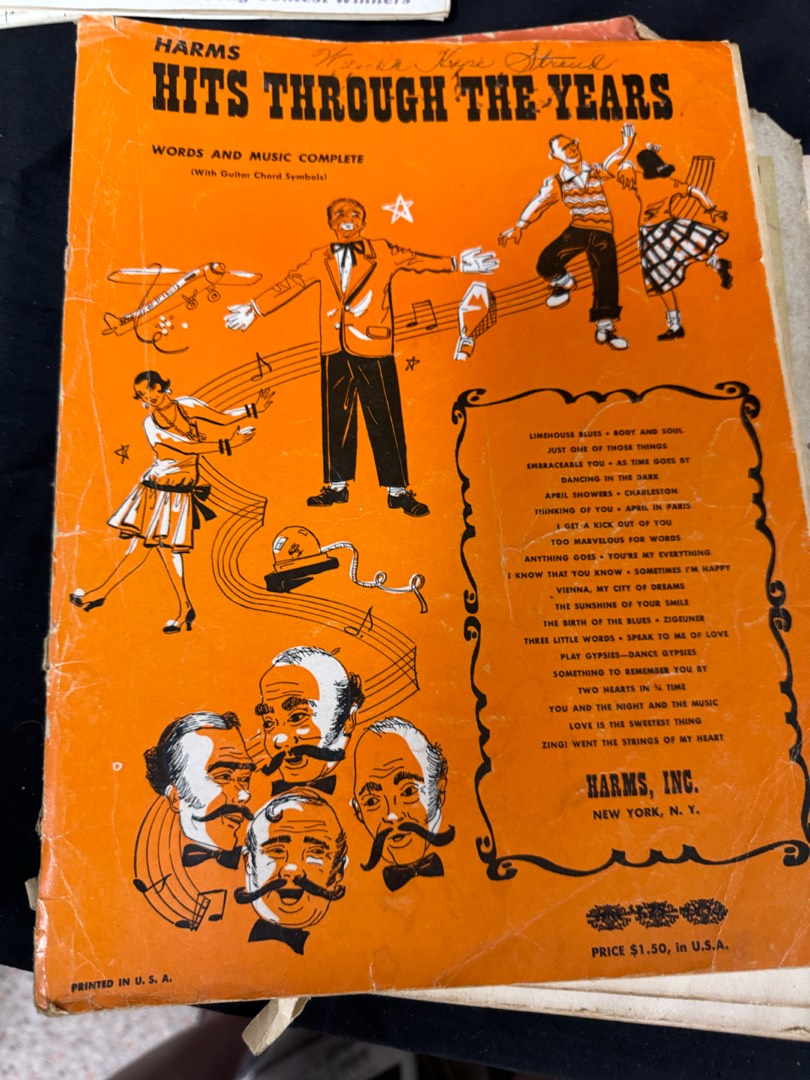 Contest Winners
HARMS
HITS THROUGH THE YEARS
WORDS AND MUSIC COMPLETE
(With Guitar Chord Symbols)
LIMEHOUSE BLUES • BODY AND SOUL
JUST ONE OF THOSE THINGS
EMBRACEABLE YOU • AS TIME GOES BY
DANCING IN THE DARK
APRIL SHOWERS • CHARLESTON
THINKING OF YOU • APRIL IN PARIS
I GET A KICK OUT OF YOU
TOO MARVELOUS FOR WORDS
ANYTHING GOES • YOU'RE MY EVERYTHING
I KNOW THAT YOU KNOW • SOMETIMES I'M HAPPY
VIENNA, MY CITY OF DREAMS
THE SUNSHINE OF YOUR SMILE
THE BIRTH OF THE BLUES • ZIGEUNER
THREE LITTLE WORDS • SPEAK TO ME OF LOVE
PLAY GYPSIES—DANCE GYPSIES
SOMETHING TO REMEMBER YOU BY
TWO HEARTS IN ¾ TIME
YOU AND THE NIGHT AND THE MUSIC
LOVE IS THE SWEETEST THING
ZING! WENT THE STRINGS OF MY HEART
HARMS, INC.
NEW YORK, N. Y.
PRICE $1.50, in U.S.A.
PRINTED IN U. S. A.